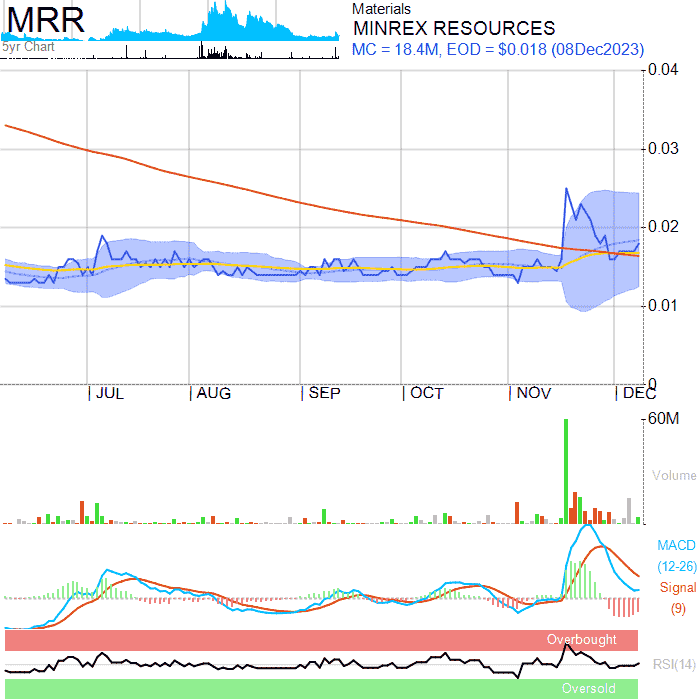 MRR
5yr Chart
Materials
MINREX RESOURCES
MC = 18.4M, EOD = $0.018 (08Dec2023)
0.04
0.03
0.02
0.01
0
JUL AUG SEP OCT NOV DEC
60M
Volume
MACD
(12-26)
Signal
(9)
Overbought
RSI(14)
Oversold